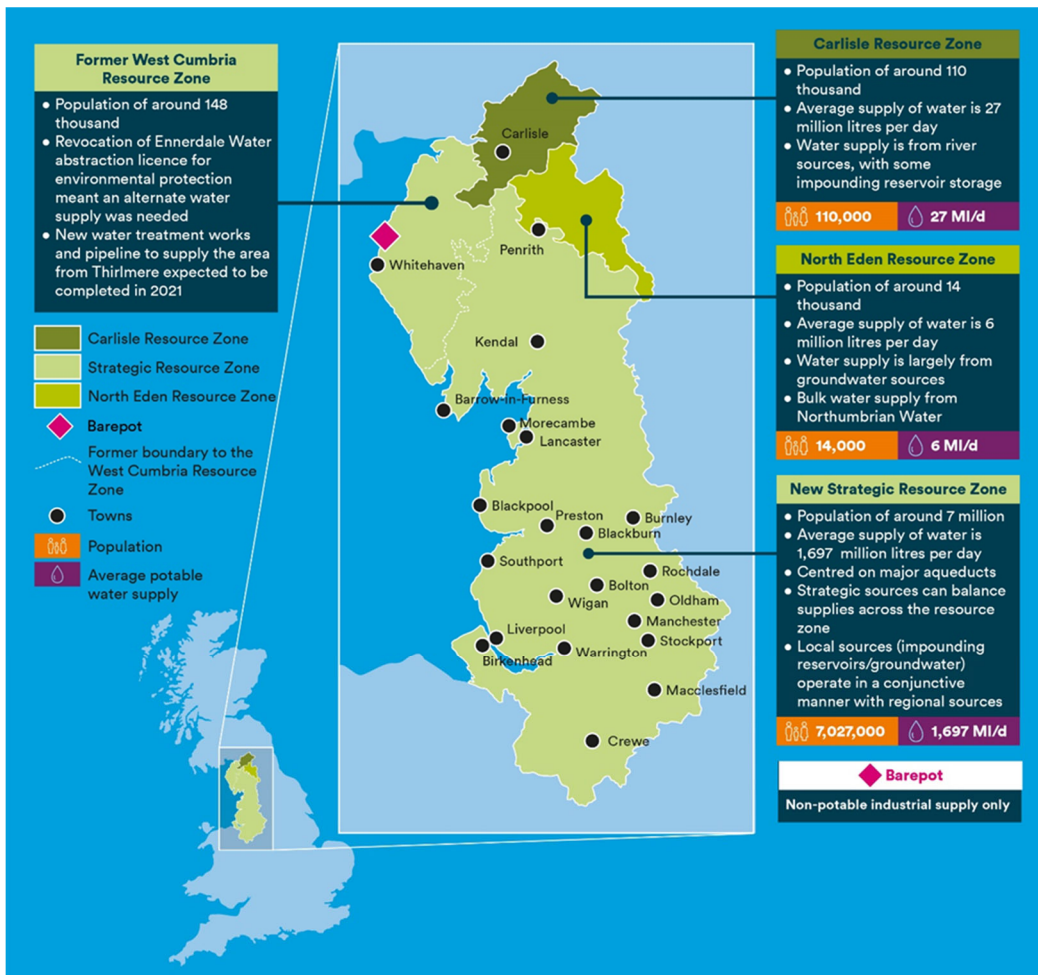 Former West Cumbria
Resource Zone
• Population of around 148
thousand
• Revocation of Ennerdale Water
abstraction licence for
environmental protection
meant an alternate water
supply was needed
• New water treatment works
and pipeline to supply the area
from Thirlmere expected to be
completed in 2021
Carlisle Resource Zone
Strategic Resource Zone
North Eden Resource Zone
Barepot
Former boundary to the
West Cumbria Resource
Zone
Towns
Population
Average potable
water supply
Carlisle
Penrith
Whitehaven
Kendal
Barrow-in-Furness
Morecambe
Lancaster
Blackpool
Preston
Burnley
Blackburn
Southport
Rochdale
Bolton
Wigan
Oldham
Manchester
Liverpool
Stockport
Birkenhead
Warrington
Macclesfield
Crewe
Carlisle Resource Zone
• Population of around 110
thousand
• Average supply of water is 27
million litres per day
• Water supply is from river
sources, with some
impounding reservoir storage
110,000 27 Ml/d
North Eden Resource Zone
• Population of around 14
thousand
• Average supply of water is 6
million litres per day
• Water supply is largely from
groundwater sources
• Bulk water supply from
Northumbrian Water
14,000 6 Ml/d
New Strategic Resource Zone
• Population of around 7 million
• Average supply of water is
1,697 million litres per day
• Centred on major aqueducts
• Strategic sources can balance
supplies across the resource
zone
• Local sources (impounding
reservoirs/groundwater)
operate in a conjunctive
manner with regional sources
7,027,000 1,697 Ml/d
Barepot
Non-potable industrial supply only